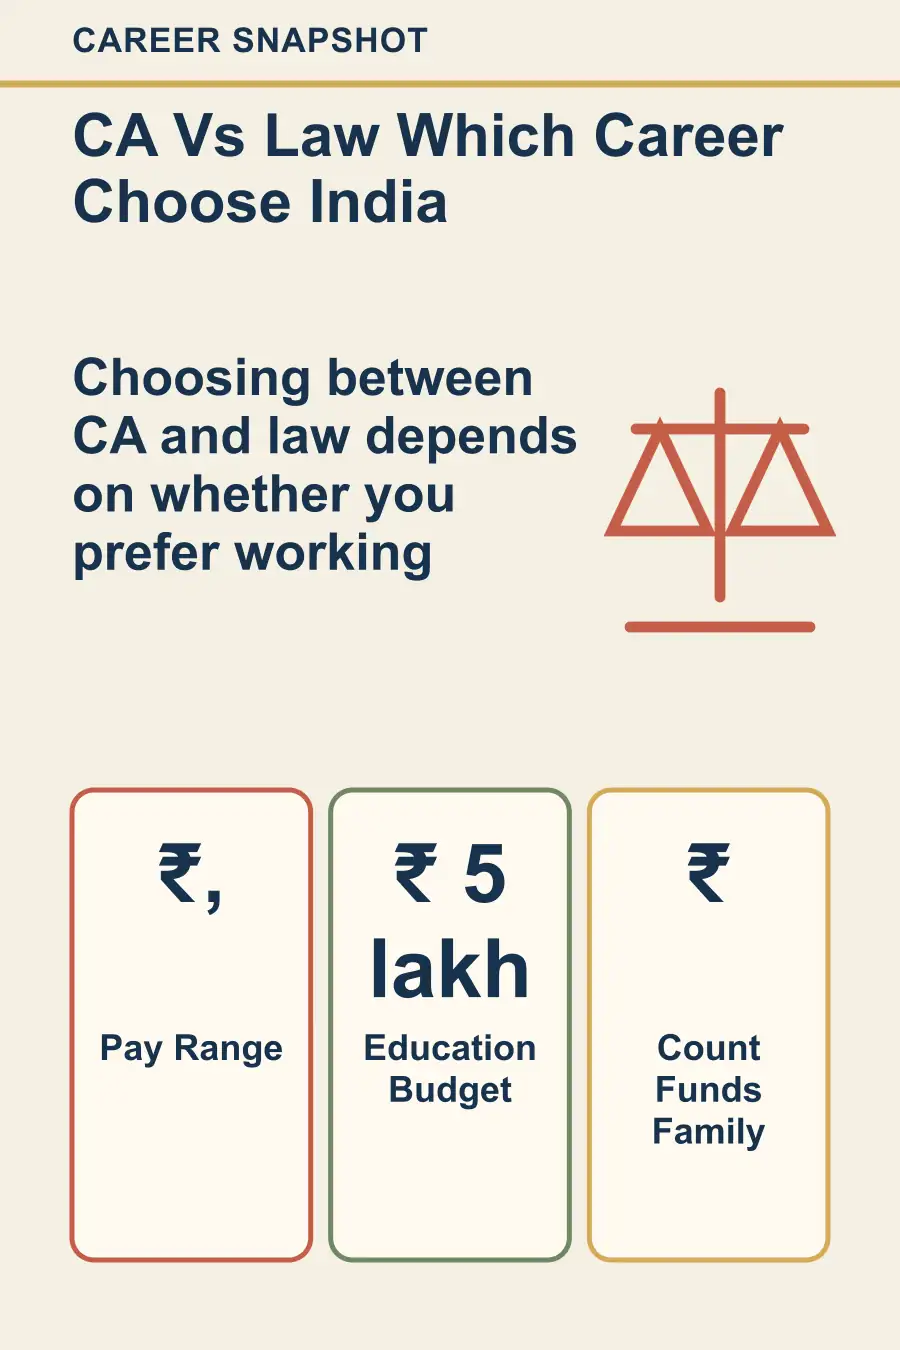 CAREER SNAPSHOT
CA Vs Law Which Career
Choose India
Choosing between
CA and law depends
on whether you
prefer working
₹,
Pay Range
₹ 5
lakh
Education
Budget
₹
Count
Funds
Family